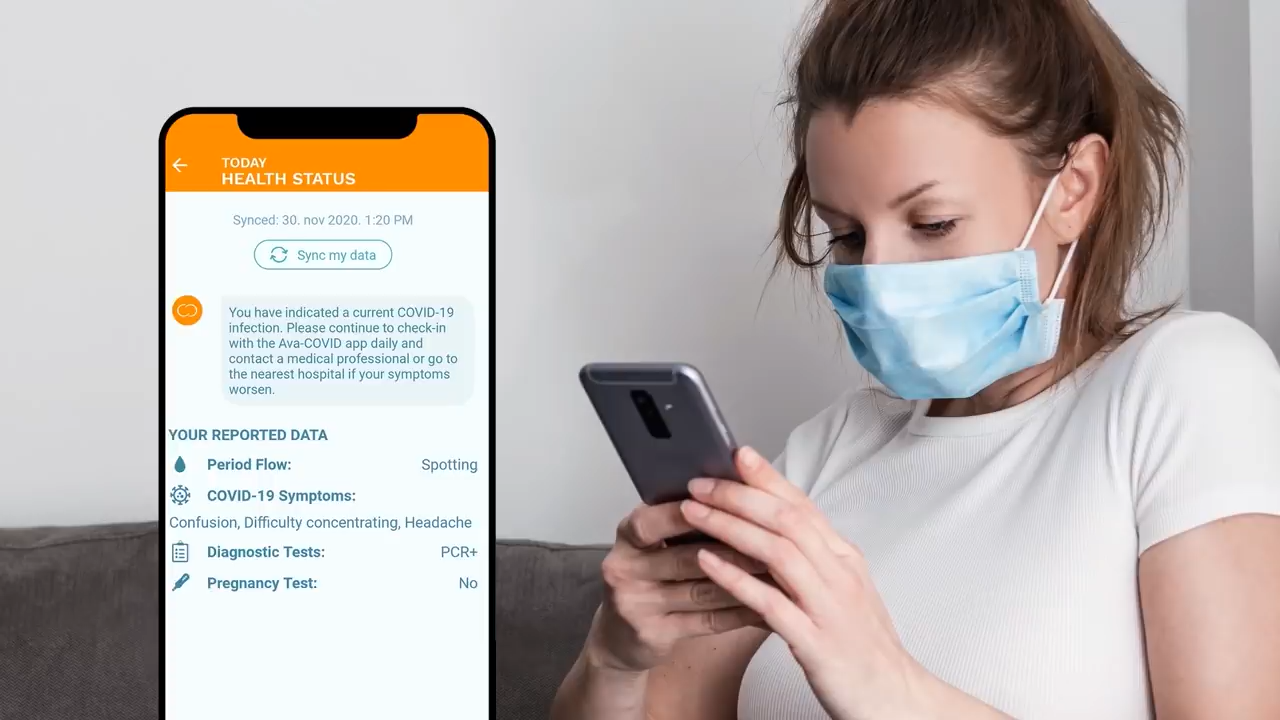 TODAY
HEALTH STATUS
Synced: 30. nov 2020. 1:20 PM
Sync my data
You have indicated a current COVID-19
infection. Please continue to check-in
with the Ava-COVID app daily and
contact a medical professional or go to
the nearest hospital if your symptoms
worsen.
YOUR REPORTED DATA
Period Flow: Spotting
COVID-19 Symptoms:
Confusion, Difficulty concentrating, Headache
Diagnostic Tests: PCR+
Pregnancy Test: No